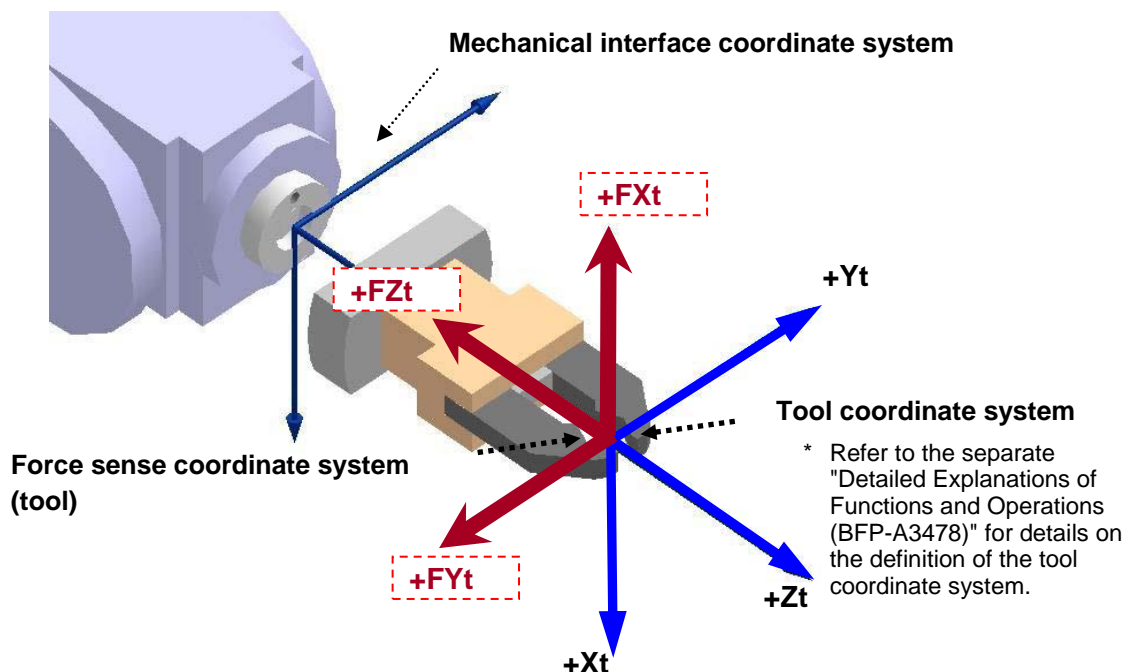 Mechanical interface coordinate system
+FXt
+FZt
+Yt
Tool coordinate system
* Refer to the separate
"Detailed Explanations of
Functions and Operations
(BFP-A3478)" for details on
the definition of the tool
coordinate system.
Force sense coordinate system
(tool)
+FYt
+Zt
+Xt